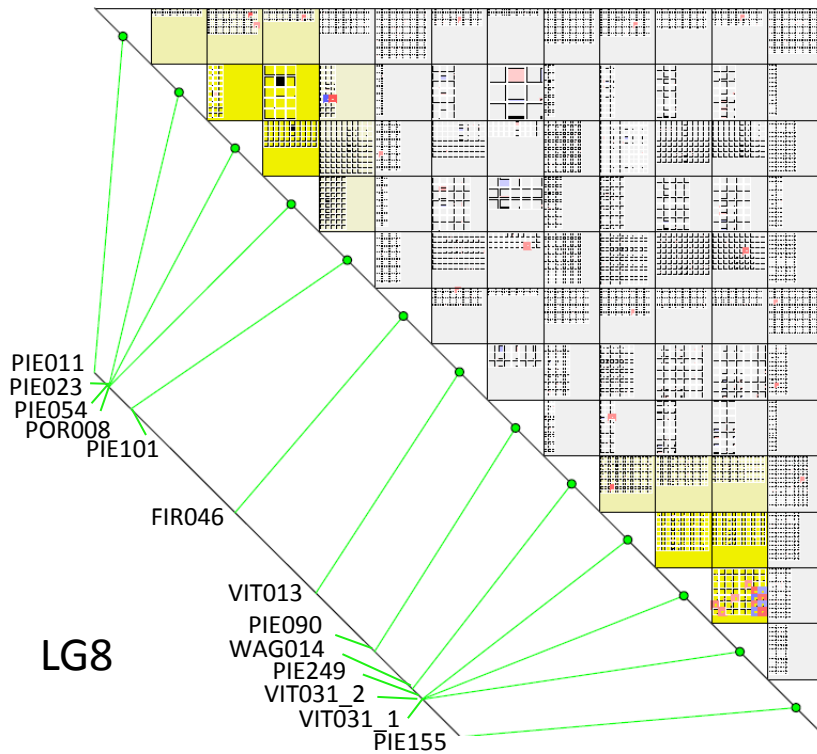 PIE011
PIE023
PIE054
POR008
PIE101
FIR046
VIT013
PIE090
WAG014
LG8
PIE249
VIT031_2
VIT031_1
PIE155